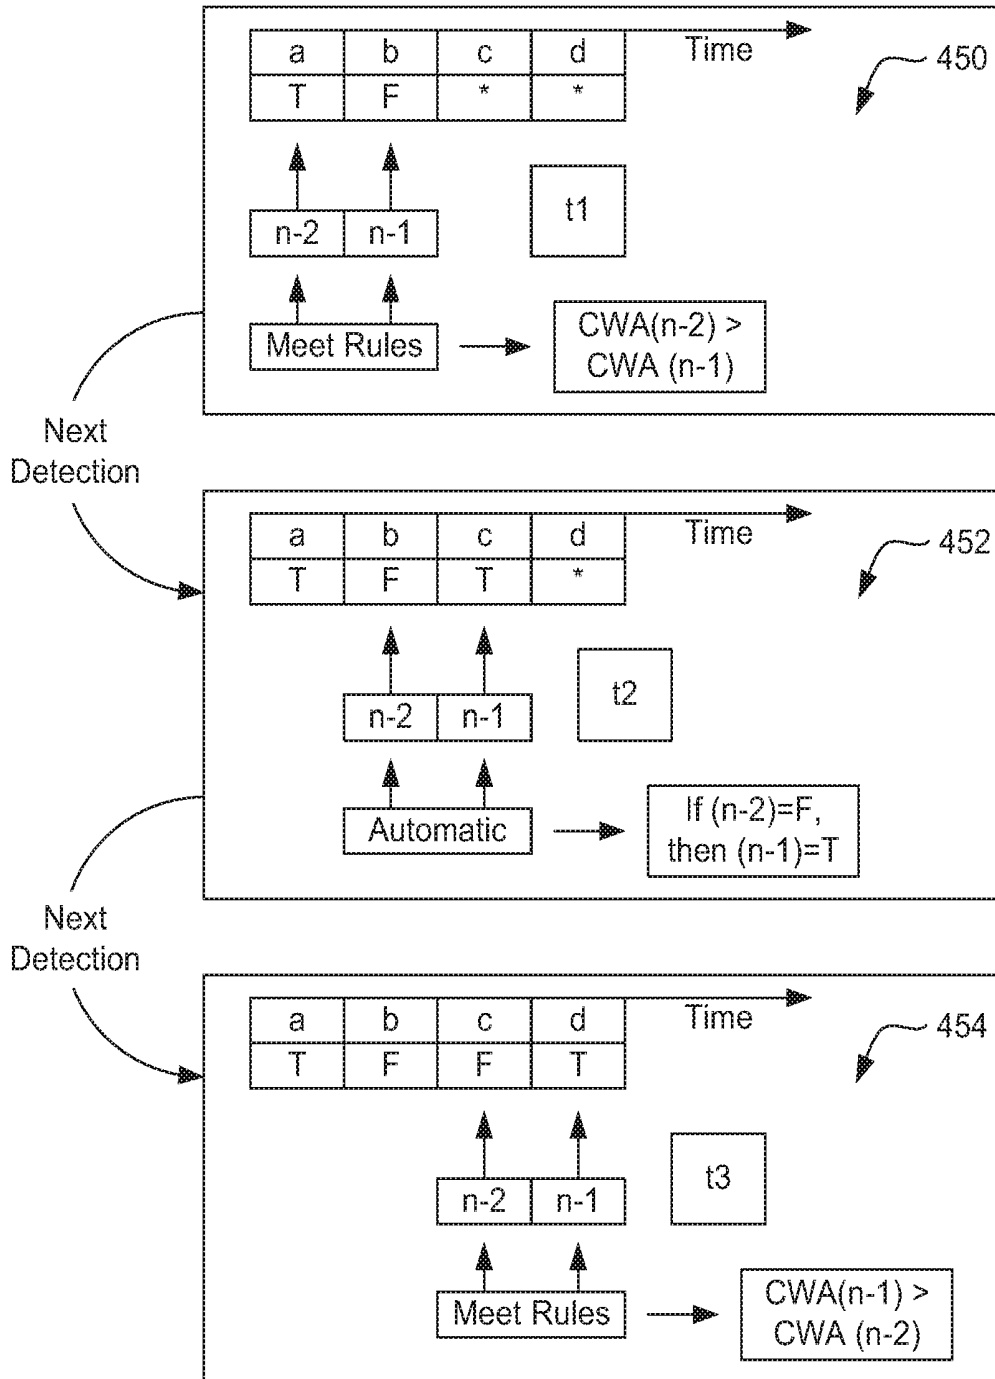 a b c d
Time
450
T F * *
t1
n-2 n-1
Meet Rules
CWA(n-2) >
CWA (n-1)
Next
Detection
a b c d
Time
452
T F T *
t2
n-2 n-1
Automatic
If (n-2)=F,
then (n-1)=T
Next
Detection
a b c d
Time
454
T F F T
t3
n-2 n-1
Meet Rules
CWA(n-1) >
CWA (n-2)